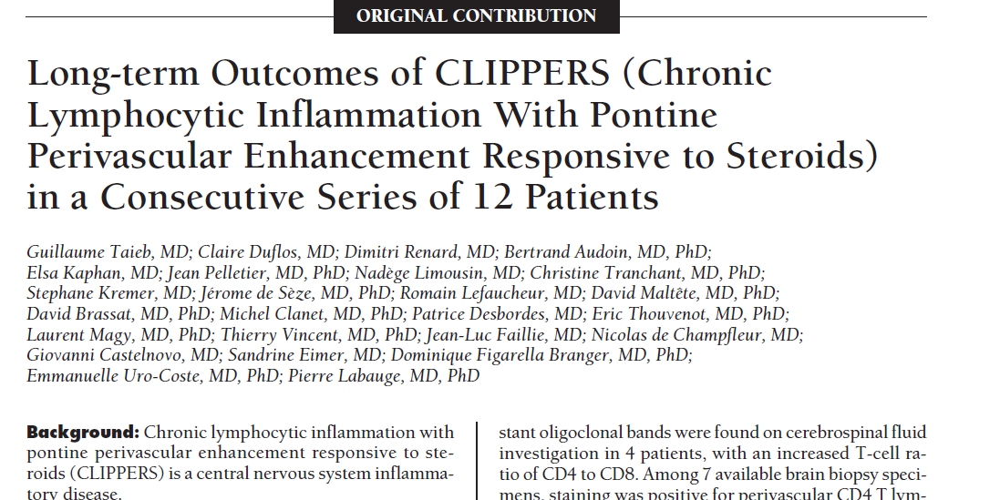 ORIGINAL CONTRIBUTION
Long-term Outcomes of CLIPPERS (Chronic
Lymphocytic Inflammation With Pontine
Perivascular Enhancement Responsive to Steroids)
in a Consecutive Series of 12 Patients
Guillaume Taieb, MD; Claire Duflos, MD; Dimitri Renard, MD; Bertrand Audoin, MD, PhD;
Elsa Kaphan, MD; Jean Pelletier, MD, PhD; Nadège Limousin, MD; Christine Tranchant, MD, PhD;
Stephane Kremer, MD; Jérome de Sèze, MD, PhD; Romain Lefaucheur, MD; David Maltête, MD, PhD;
David Brassat, MD, PhD; Michel Clanet, MD, PhD; Patrice Desbordes, MD; Eric Thouvenot, MD, PhD;
Laurent Magy, MD, PhD; Thierry Vincent, MD, PhD; Jean-Luc Faillie, MD; Nicolas de Champfleur, MD;
Giovanni Castelnovo, MD; Sandrine Eimer, MD; Dominique Figarella Branger, MD, PhD;
Emmanuelle Uro-Coste, MD, PhD; Pierre Labauge, MD, PhD
Background: Chronic lymphocytic inflammation with
pontine perivascular enhancement responsive to ste-
roids (CLIPPERS) is a central nervous system inflamma-
tory disease.
stant oligoclonal bands were found on cerebrospinal fluid
investigation in 4 patients, with an increased T-cell ra-
tio of CD4 to CD8. Among 7 available brain biopsy speci-
mens, staining was positive for perivascular CD4 T lym-